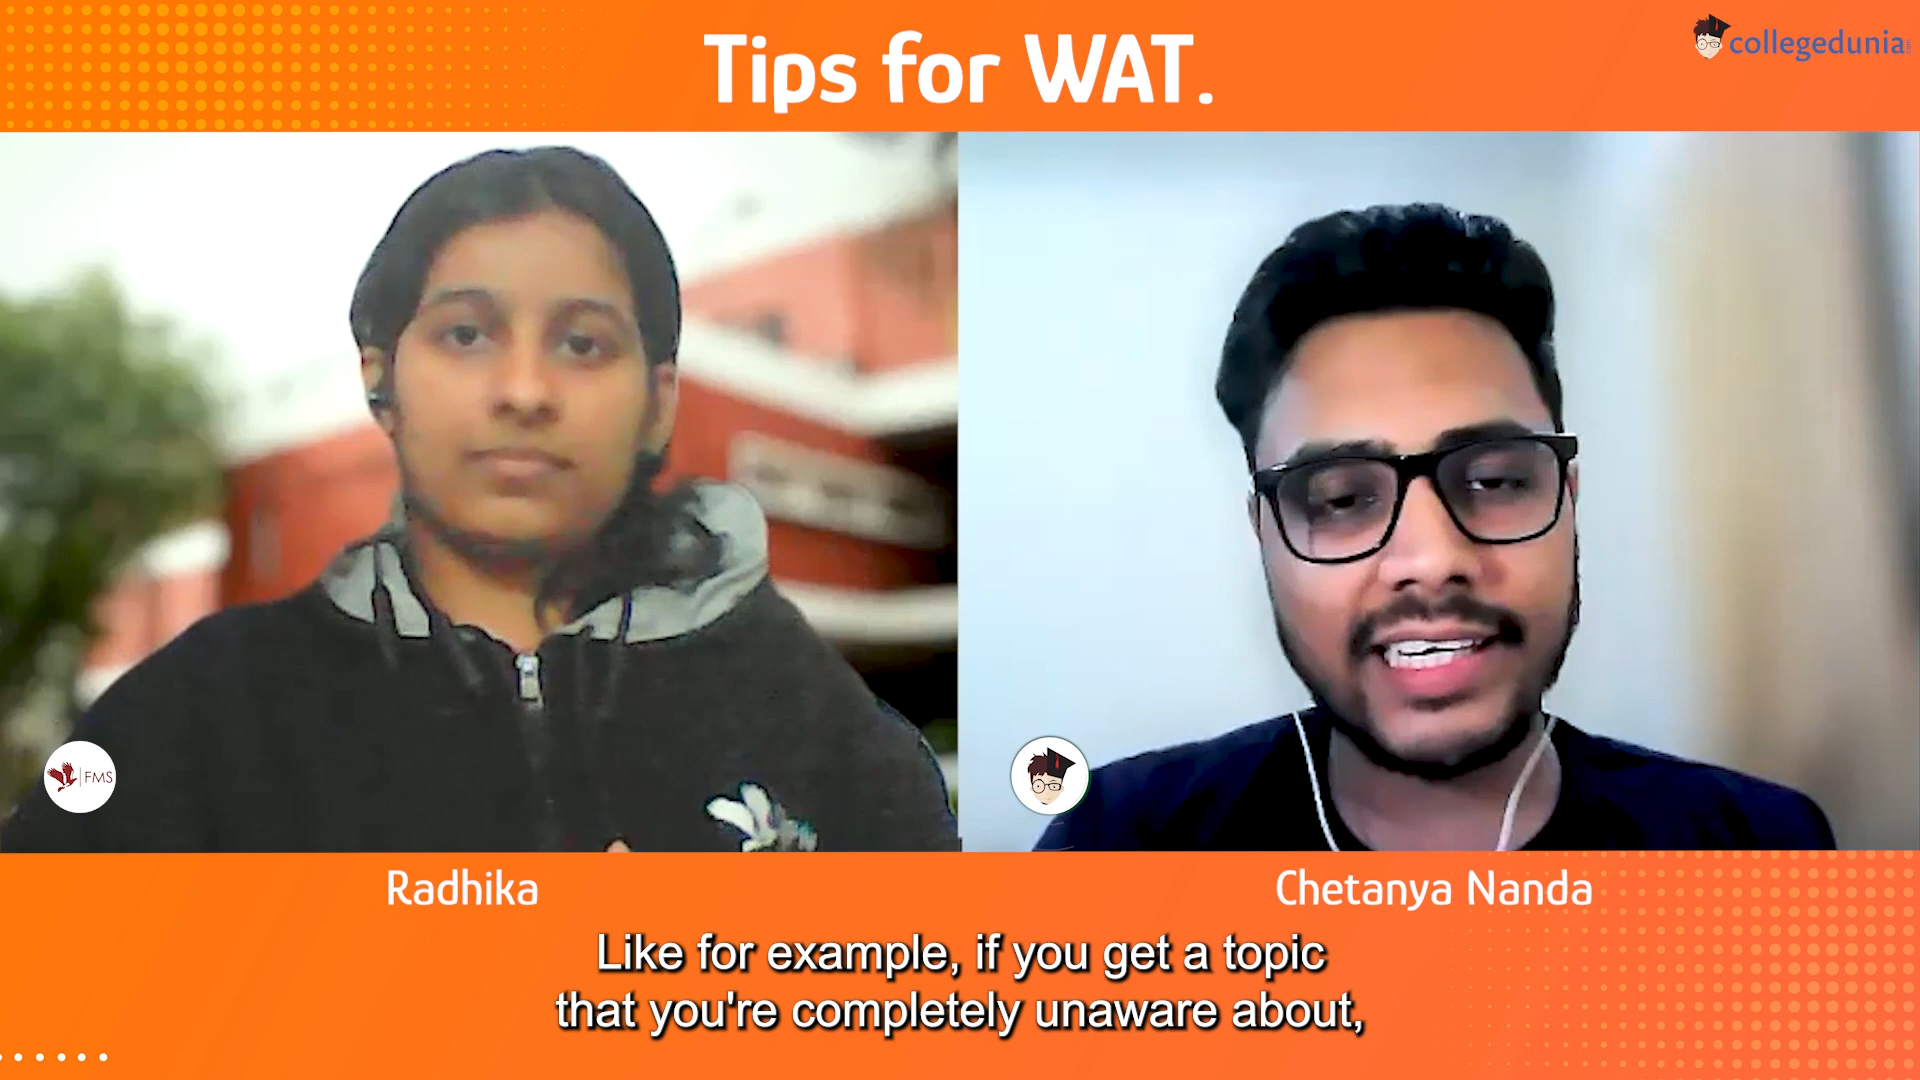 Tips for WAT.
collegedunia
FMS
Radhika
Chetanya Nanda
Like for example, if you get a topic
that you're completely unaware about,